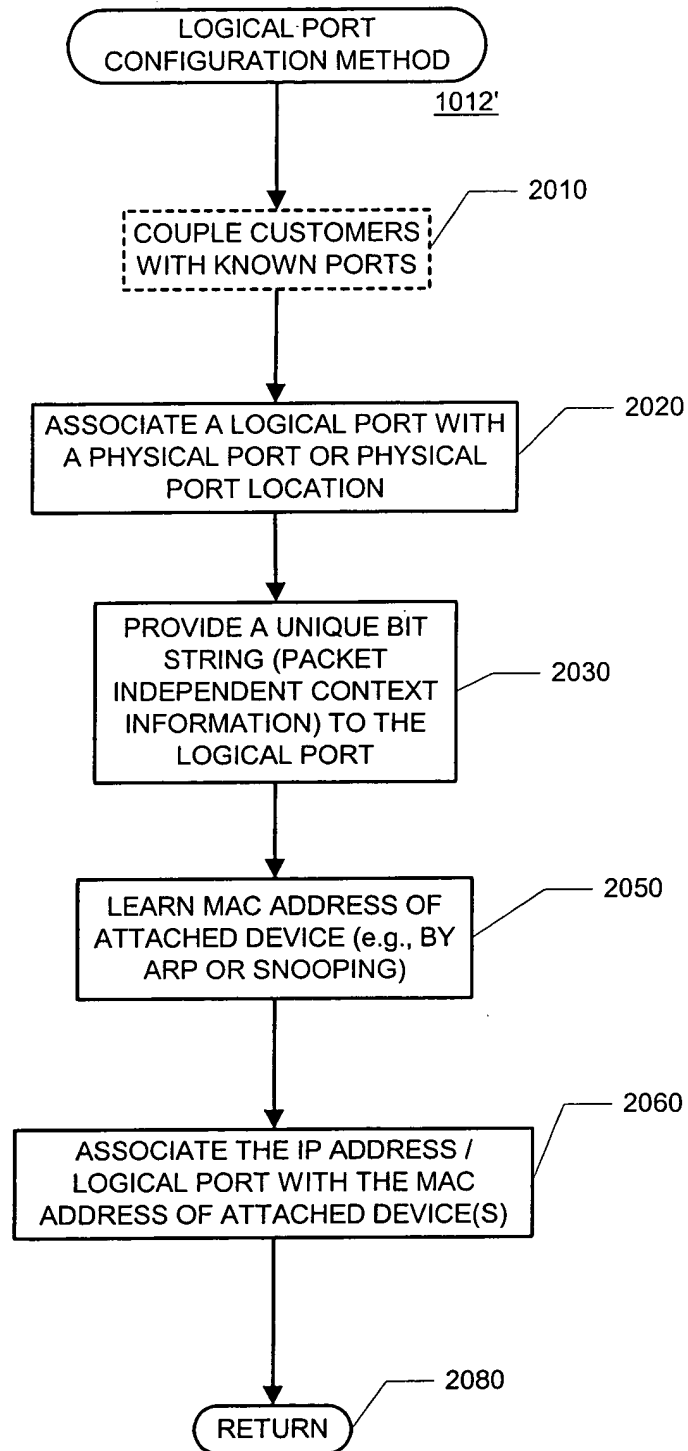 LOGICAL PORT
CONFIGURATION METHOD
1012'
2010
COUPLE CUSTOMERS
WITH KNOWN PORTS
2020
ASSOCIATE A LOGICAL PORT WITH
A PHYSICAL PORT OR PHYSICAL
PORT LOCATION
PROVIDE A UNIQUE BIT
STRING (PACKET
INDEPENDENT CONTEXT
INFORMATION) TO THE
LOGICAL PORT
2030
2050
LEARN MAC ADDRESS OF
ATTACHED DEVICE (e.g., BY
ARP OR SNOOPING)
2060
ASSOCIATE THE IP ADDRESS /
LOGICAL PORT WITH THE MAC
ADDRESS OF ATTACHED DEVICE(S)
2080
RETURN